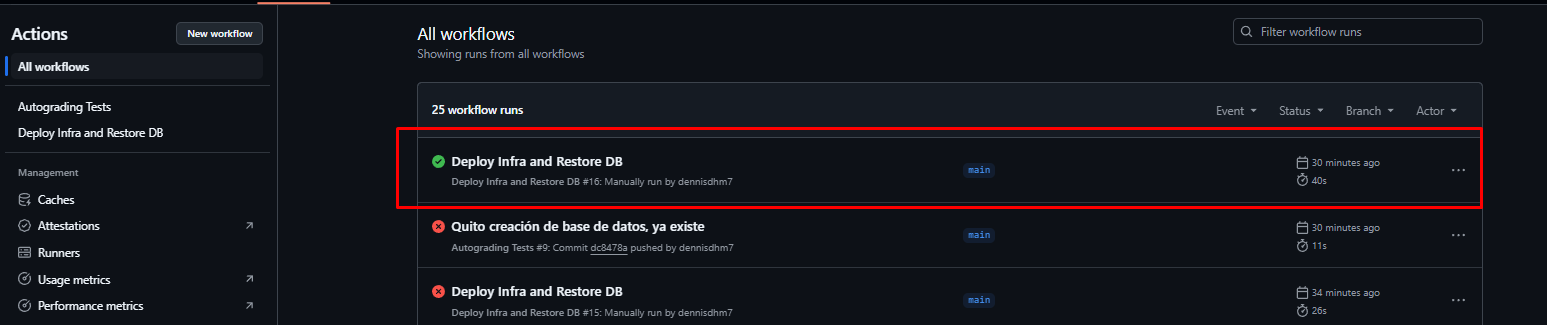 Actions
New workflow
All workflows
Autograding Tests
Deploy Infra and Restore DB
Management
Caches
Attestations
Runners
Usage metrics
Performance metrics
All workflows
Showing runs from all workflows
Filter workflow runs
25 workflow runs
Event
Status
Branch
Actor
Deploy Infra and Restore DB
Deploy Infra and Restore DB #16: Manually run by dennisdhm7
main
30 minutes ago
40s
Quito creación de base de datos, ya existe
Autograding Tests #9: Commit dc8478a pushed by dennisdhm7
main
30 minutes ago
11s
Deploy Infra and Restore DB
Deploy Infra and Restore DB #15: Manually run by dennisdhm7
main
34 minutes ago
26s